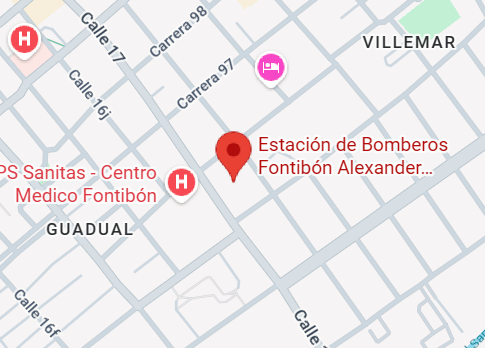 H
Calle 17
Carrera 98
VILLEMAR
Carrera 97
Calle 16j
Estación de Bomberos
Fontibón Alexander...
PS Sanitas - Centro
Medico Fontibón
H
GUADUAL
Calle 16f
Calle